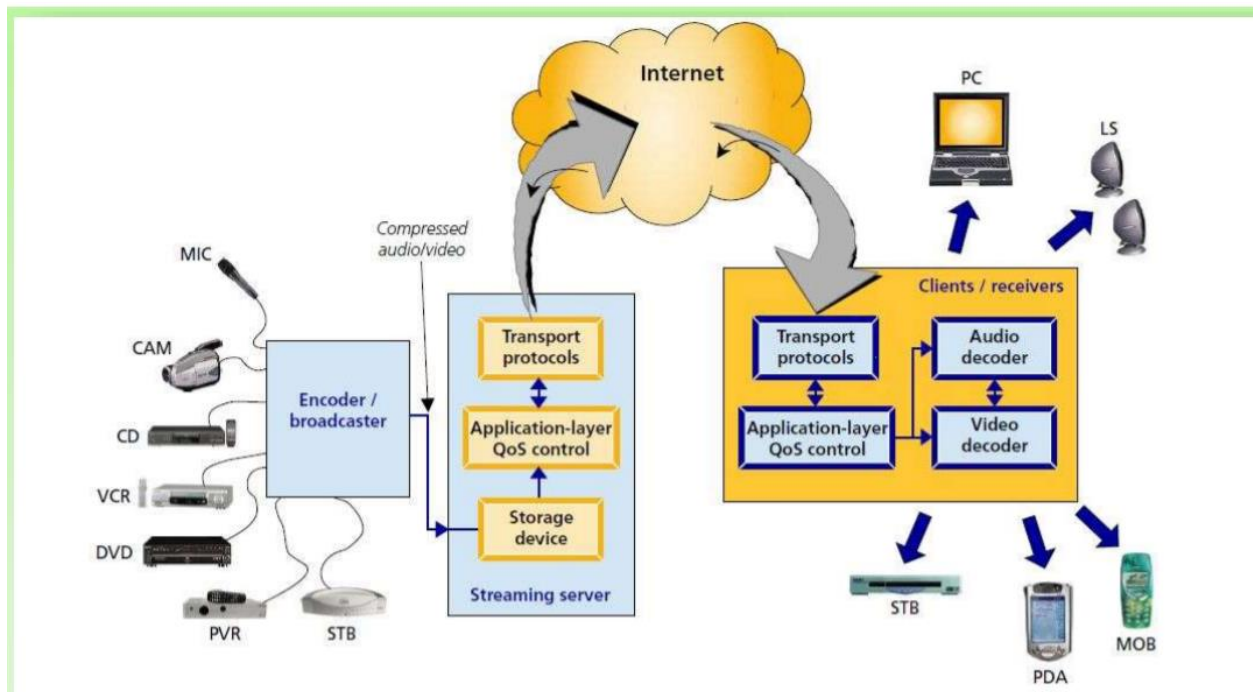 Internet
PC
LS
Compressed
audio/video
MIC
CAM
CD
VCR
DVD
PVR
STB
Encoder /
broadcaster
Transport
protocols
Application-layer
QoS control
Storage
device
Streaming server
Clients / receivers
Transport
protocols
Application-layer
QoS control
Audio
decoder
Video
decoder
STB
PDA
MOB